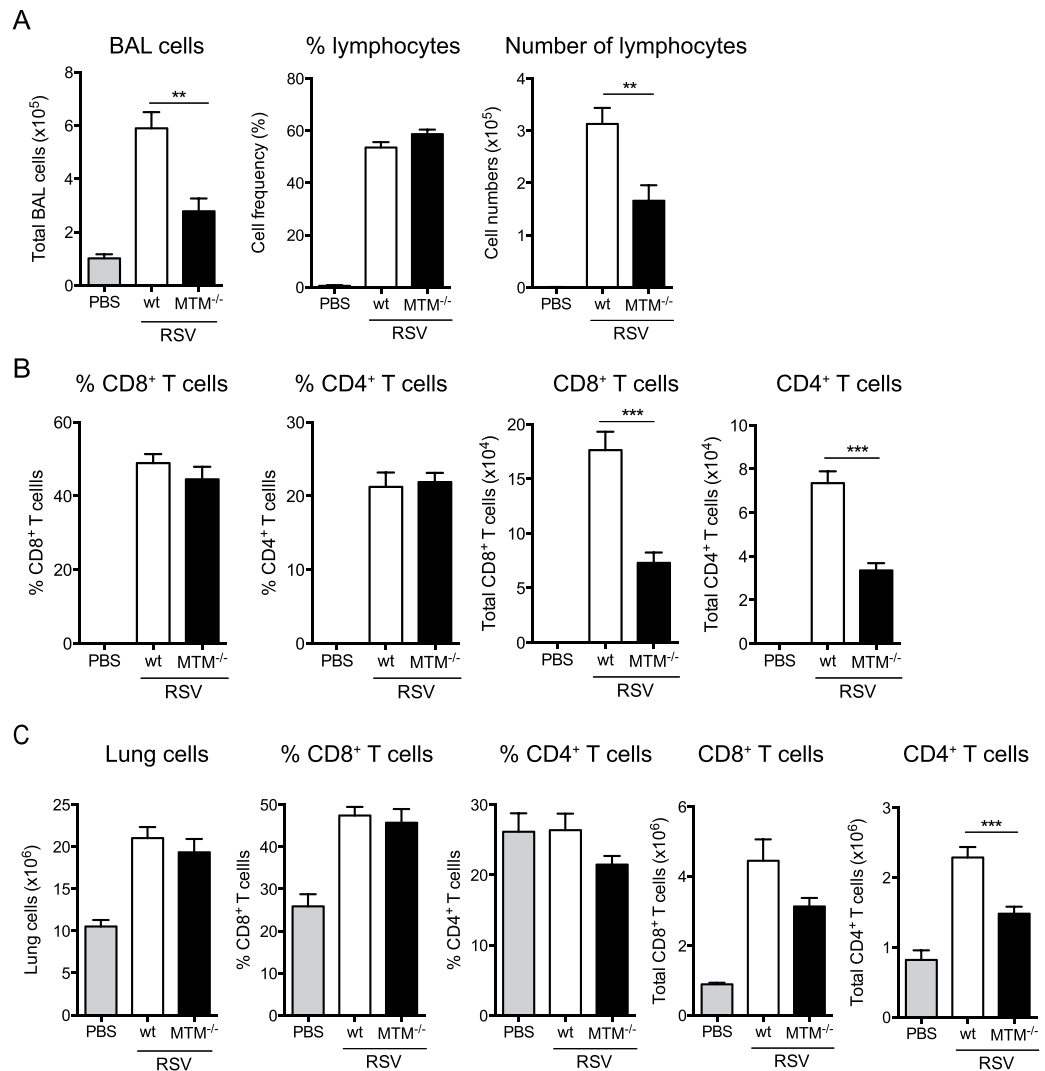 A
BAL cells
% lymphocytes
Number of lymphocytes
Total BAL cells (x10⁵)
8
6
4
2
0
**
PBS
wt
MTM⁻/⁻
RSV
Cell frequency (%)
80
60
40
20
0
PBS
wt
MTM⁻/⁻
RSV
Cell numbers (x10⁵)
4
3
2
1
0
**
PBS
wt
MTM⁻/⁻
RSV
B
% CD8⁺ T cells
% CD4⁺ T cells
CD8⁺ T cells
CD4⁺ T cells
% CD8⁺ T cellls
60
40
20
0
PBS
wt
MTM⁻/⁻
RSV
% CD4⁺ T cellls
30
20
10
0
PBS
wt
MTM⁻/⁻
RSV
Total CD8⁺ T cells (x10⁴)
20
15
10
5
0
***
PBS
wt
MTM⁻/⁻
RSV
Total CD4⁺ T cells (x10⁴)
10
8
6
4
2
0
***
PBS
wt
MTM⁻/⁻
RSV
C
Lung cells
% CD8⁺ T cells
% CD4⁺ T cells
CD8⁺ T cells
CD4⁺ T cells
Lung cells (x10⁶)
25
20
15
10
5
0
PBS
wt
MTM⁻/⁻
RSV
% CD8⁺ T cellls
50
40
30
20
10
0
PBS
wt
MTM⁻/⁻
RSV
% CD4⁺ T cellls
30
20
10
0
PBS
wt
MTM⁻/⁻
RSV
Total CD8⁺ T cells (x10⁶)
6
4
2
0
PBS
wt
MTM⁻/⁻
RSV
Total CD4⁺ T cells (x10⁶)
3
2
1
0
***
PBS
wt
MTM⁻/⁻
RSV